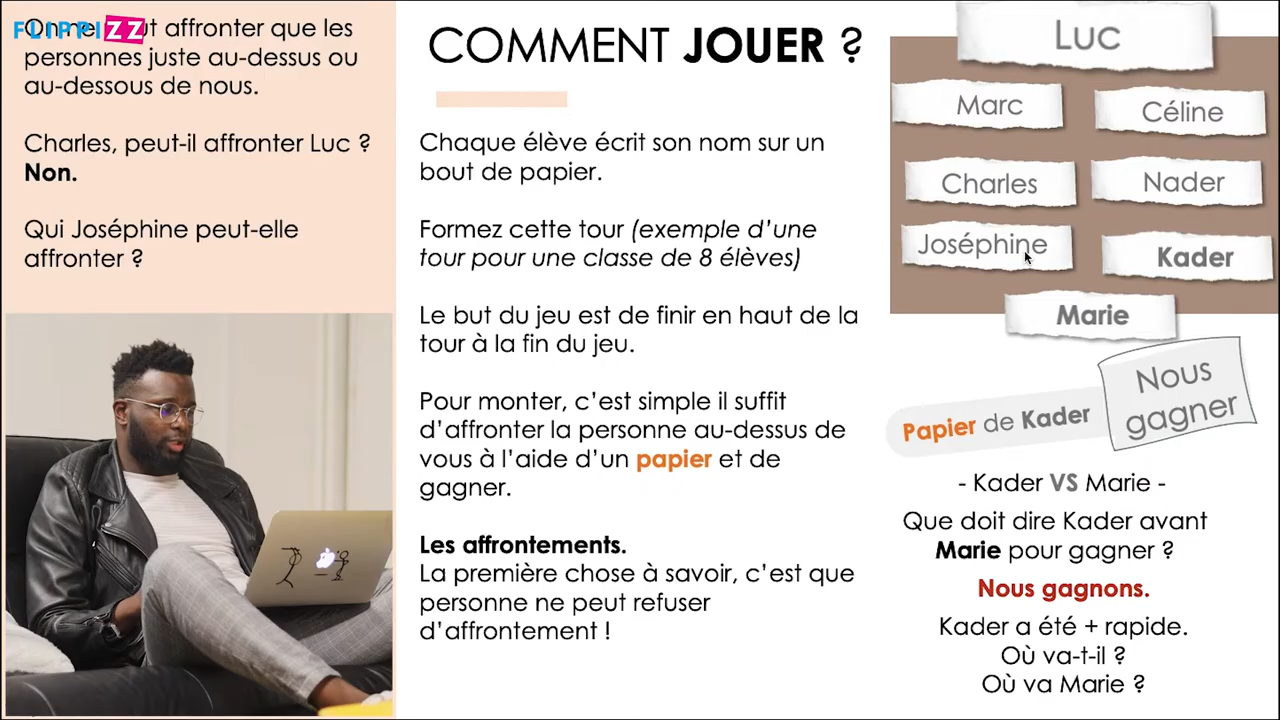 FLIPPIZZ
affronter que les
personnes juste au-dessus ou
au-dessous de nous.
Charles, peut-il affronter Luc ?
Non.
Qui Joséphine peut-elle
affronter ?
COMMENT JOUER ?
Chaque élève écrit son nom sur un
bout de papier.
Formez cette tour (exemple d'une
tour pour une classe de 8 élèves)
Le but du jeu est de finir en haut de la
tour à la fin du jeu.
Pour monter, c'est simple il suffit
d'affronter la personne au-dessus de
vous à l'aide d'un papier et de
gagner.
Les affrontements.
La première chose à savoir, c'est que
personne ne peut refuser
d'affrontement !
Luc
Marc
Céline
Charles
Nader
Joséphine
Kader
Marie
Nous
gagner
Papier de Kader
- Kader VS Marie -
Que doit dire Kader avant
Marie pour gagner ?
Nous gagnons.
Kader a été + rapide.
Où va-t-il ?
Où va Marie ?